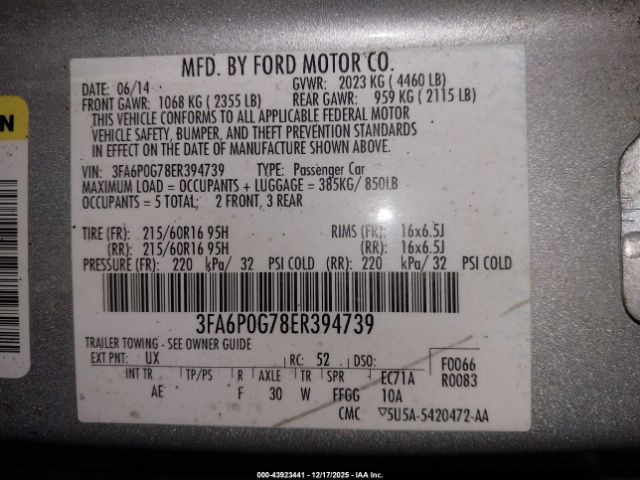 MFD. BY FORD MOTOR CO.
DATE: 06/14 GVWR: 2023 KG ( 4460 LB)
FRONT GAWR: 1068 KG ( 2355 LB) REAR GAWR: 959 KG ( 2115 LB)
THIS VEHICLE CONFORMS TO ALL APPLICABLE FEDERAL MOTOR
VEHICLE SAFETY, BUMPER, AND THEFT PREVENTION STANDARDS
IN EFFECT ON THE DATE OF MANUFACTURE SHOWN ABOVE.
VIN: 3FA6P0G78ER394739 TYPE: Passenger Car
MAXIMUM LOAD = OCCUPANTS + LUGGAGE = 385KG/ 850LB
OCCUPANTS = 5 TOTAL; 2 FRONT, 3 REAR
TIRE (FR): 215/60R16 95H RIMS (FR): 16x6.5J
(RR): 215/60R16 95H (RR): 16x6.5J
PRESSURE (FR): 220 kPa/ 32 PSI COLD (RR): 220 kPa/ 32 PSI COLD
3FA6P0G78ER394739
TRAILER TOWING - SEE OWNER GUIDE
EXT PNT: UX RC: 52 DSO: F0066
R0083
INT TR TP/PS R AXLE TR SPR EC71A
AE F 30 W FFGG 10A
CMC ▽5U5A-5420472-AA
000-43923441 - 12/17/2025 - Copyright © IAA.